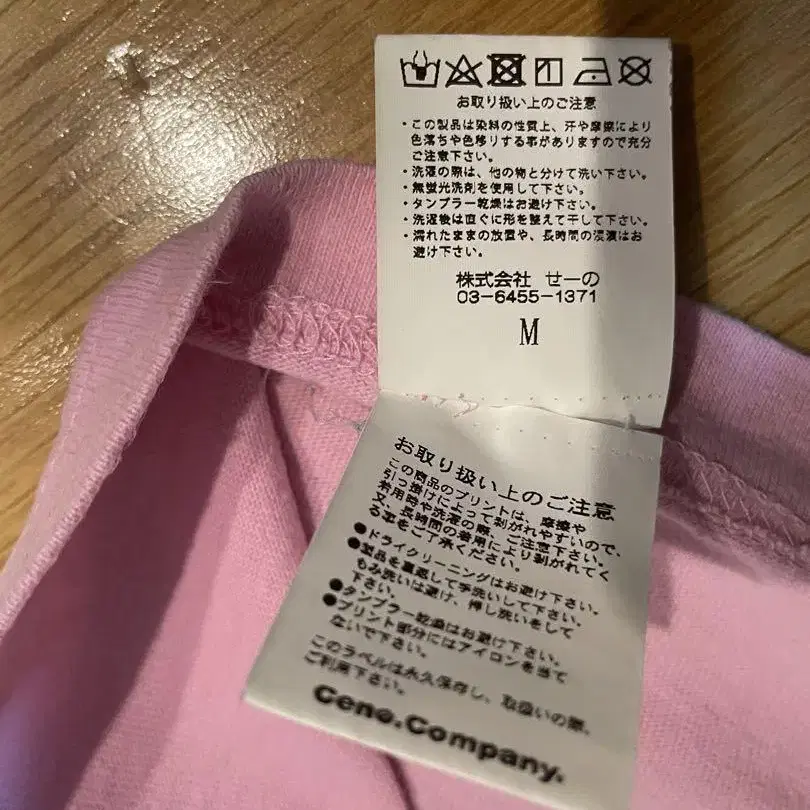 お取り扱い上のご注意
・この製品は染料の性質上、汗や摩擦により
色落ちや色移りする事がありますので充分
ご注意下さい。
・洗濯の際は、他の物と分けて洗い下さい。
・無蛍光洗剤を使用して下さい。
・タンブラー乾燥はお避け下さい。
・洗濯後は直ぐに形を整えて干して下さい。
・濡れたままの放置や、長時間の浸漬はお
避け下さい。
株式会社 せーの
03-6455-1371
M
お取り扱い上のご注意
この商品のプリントは、摩擦や
引っ掛けによって剥がれやすいので、
着用時や洗濯の際、ご注意下さい。
又、長時間の着用により剥がれてく
る事をご了承ください。
●ドライクリーニングはお避け下さい。
●製品を裏返して手洗いして下さい。
もみ洗いは避け、押し洗いをして
下さい。
●タンブラー乾燥はお避け下さい。
●プリント部分にはアイロンを当て
ないで下さい。
このラベルは永久保存し、取扱いの際、
ご利用下さい。
Ceno.Company.